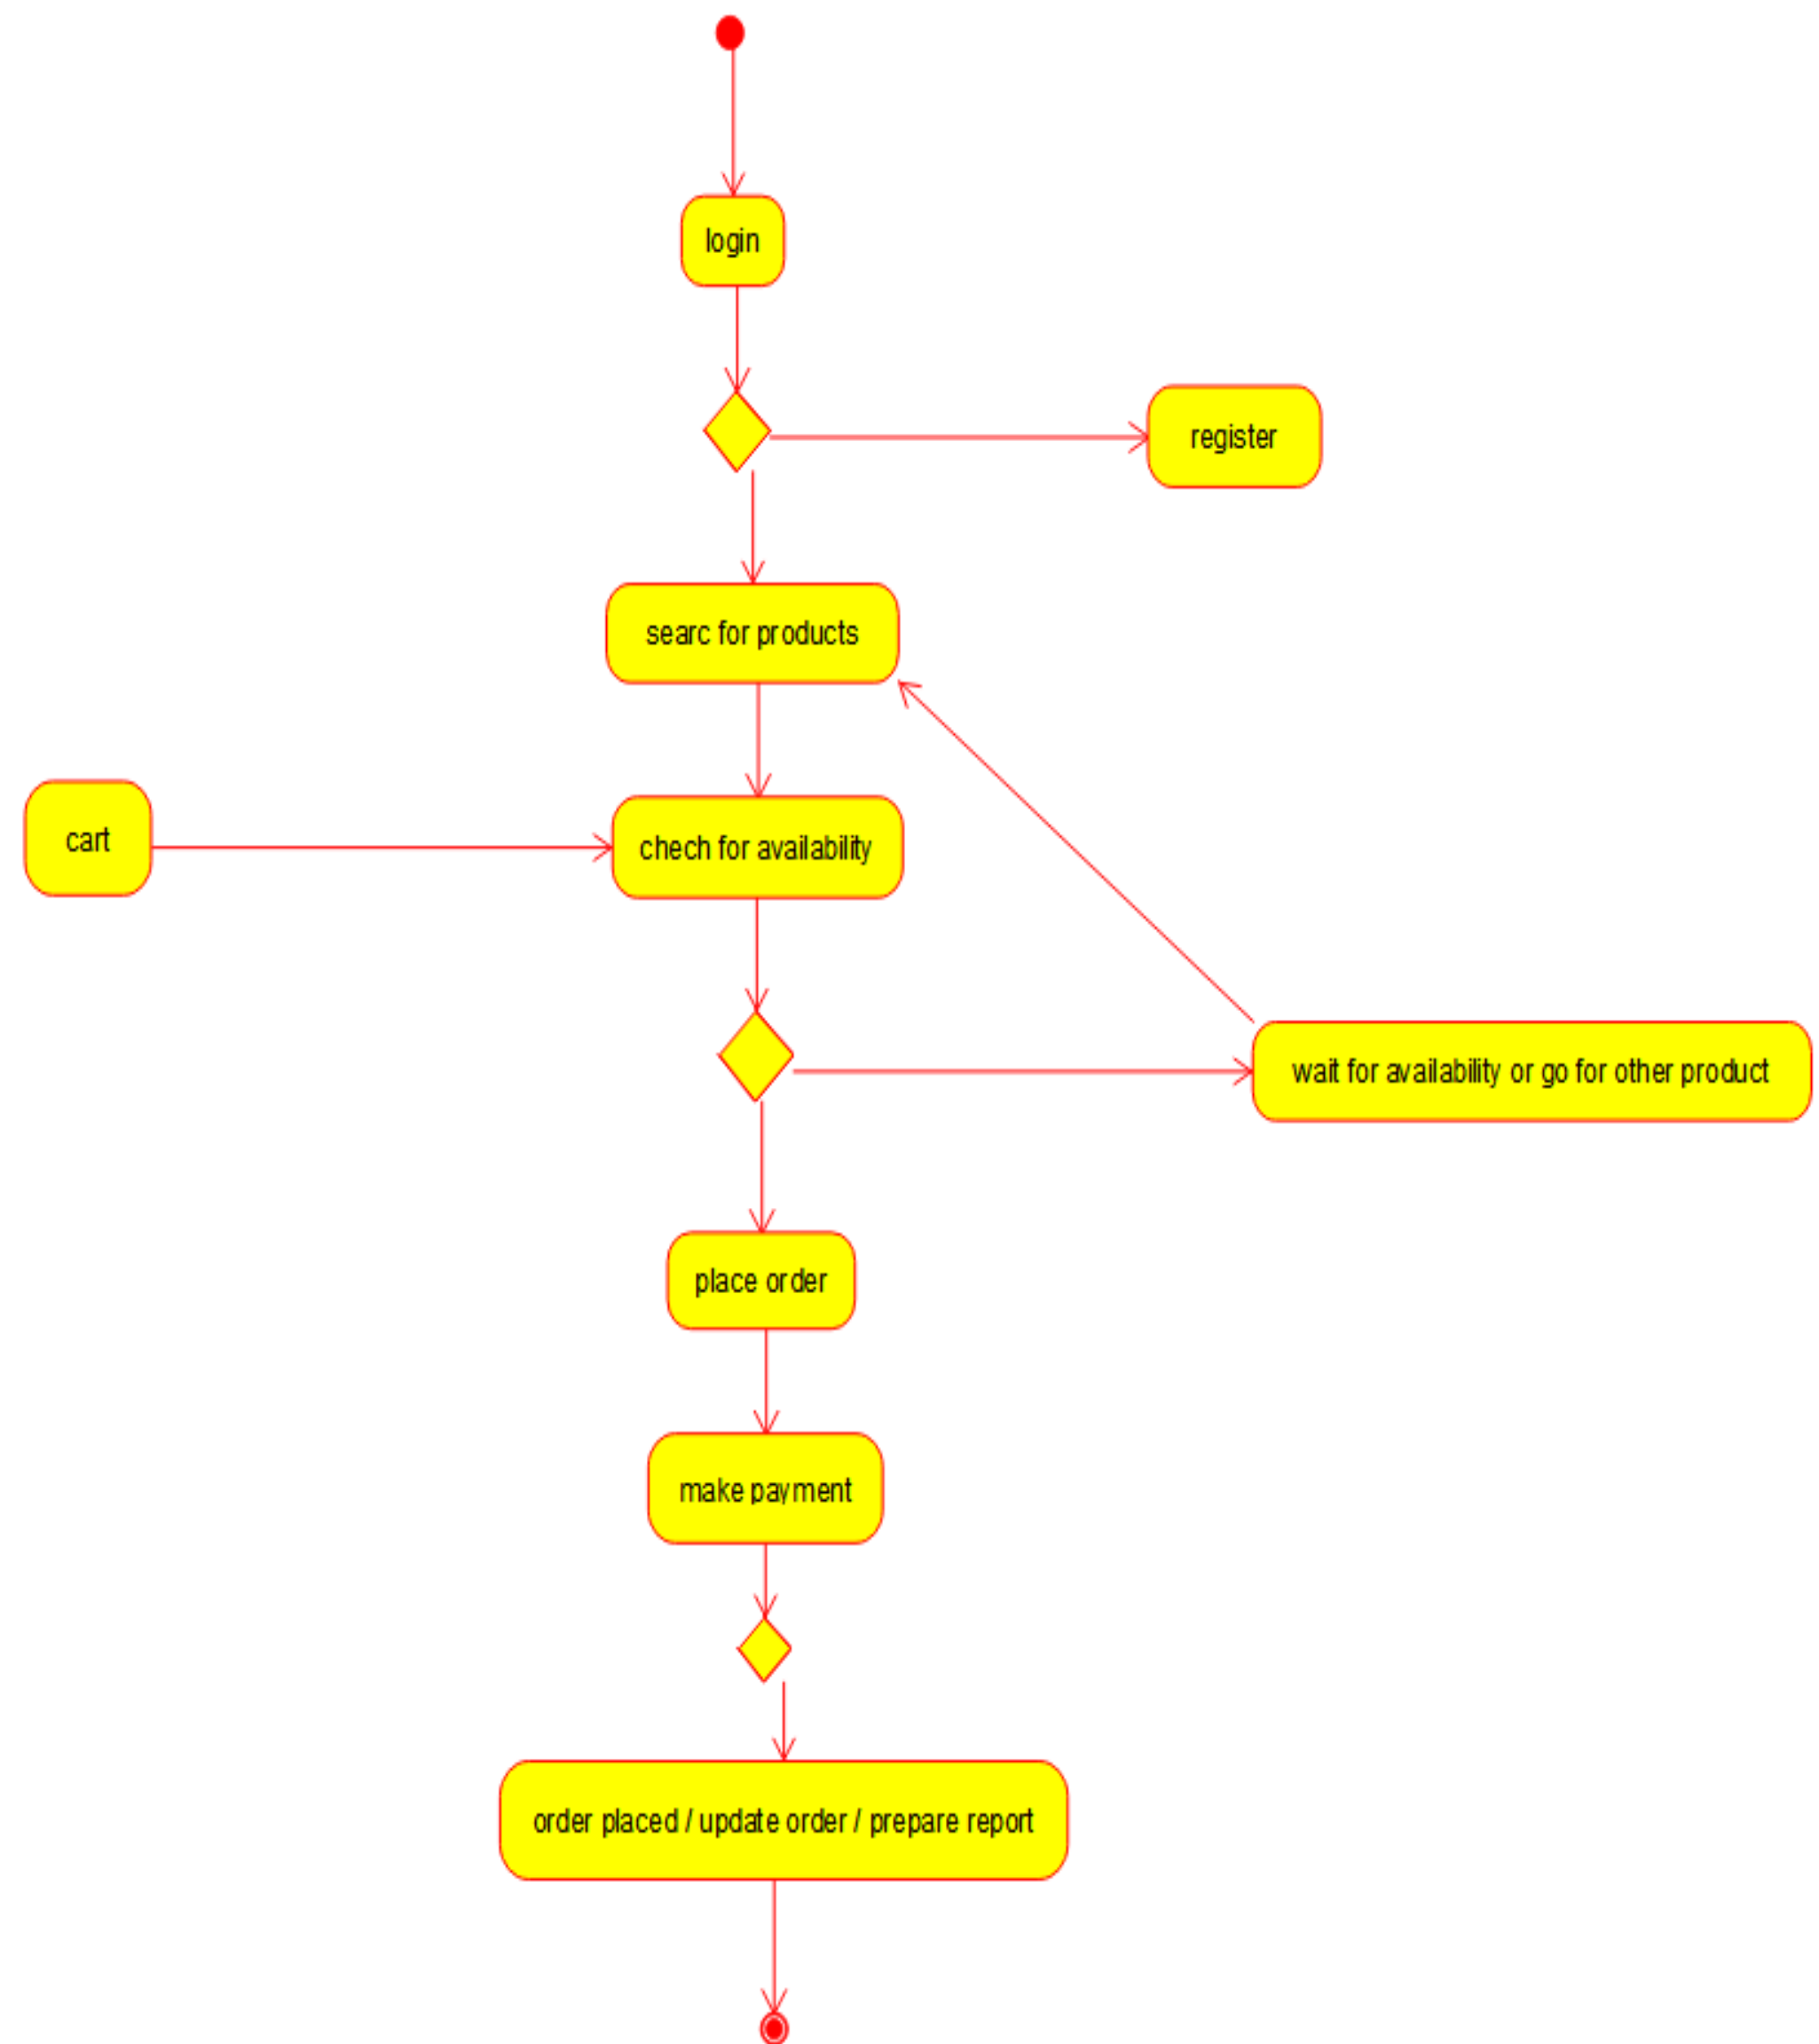 login
register
searc for products
cart
chech for availability
wait for availability or go for other product
place order
make payment
order placed / update order / prepare report